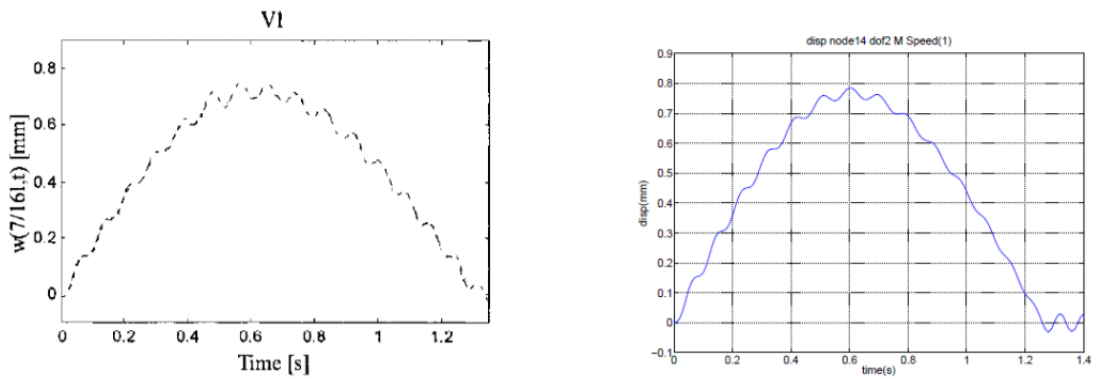 V1
w(7/16l,t) [mm]
0.8
0.6
0.4
0.2
0
0 0.2 0.4 0.6 0.8 1 1.2
Time [s]
disp node14 dof2 M Speed(1)
disp(mm)
0.9
0.8
0.7
0.6
0.5
0.4
0.3
0.2
0.1
0
−0.1
0 0.2 0.4 0.6 0.8 1 1.2 1.4
time(s)